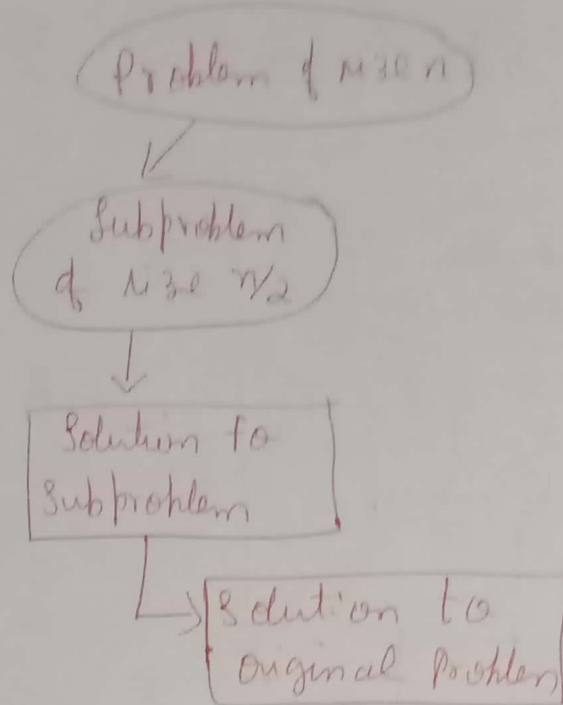 Problem of size n
Subproblem
of size n/2
Solution to
Subproblem
Solution to
original Problem